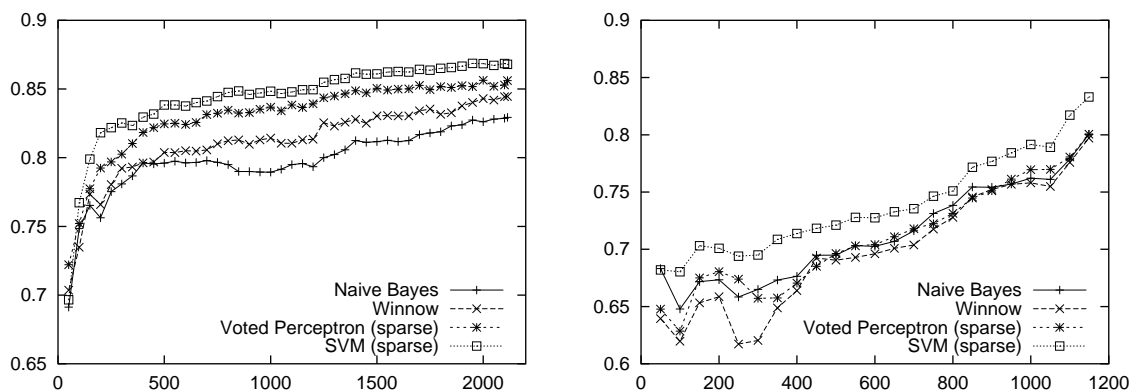 0.9
0.85
0.8
0.75
0.7
0.65
0 500 1000 1500 2000
Naive Bayes
Winnow
Voted Perceptron (sparse)
SVM (sparse)
0.9
0.85
0.8
0.75
0.7
0.65
0.6
0 200 400 600 800 1000 1200
Naive Bayes
Winnow
Voted Perceptron (sparse)
SVM (sparse)